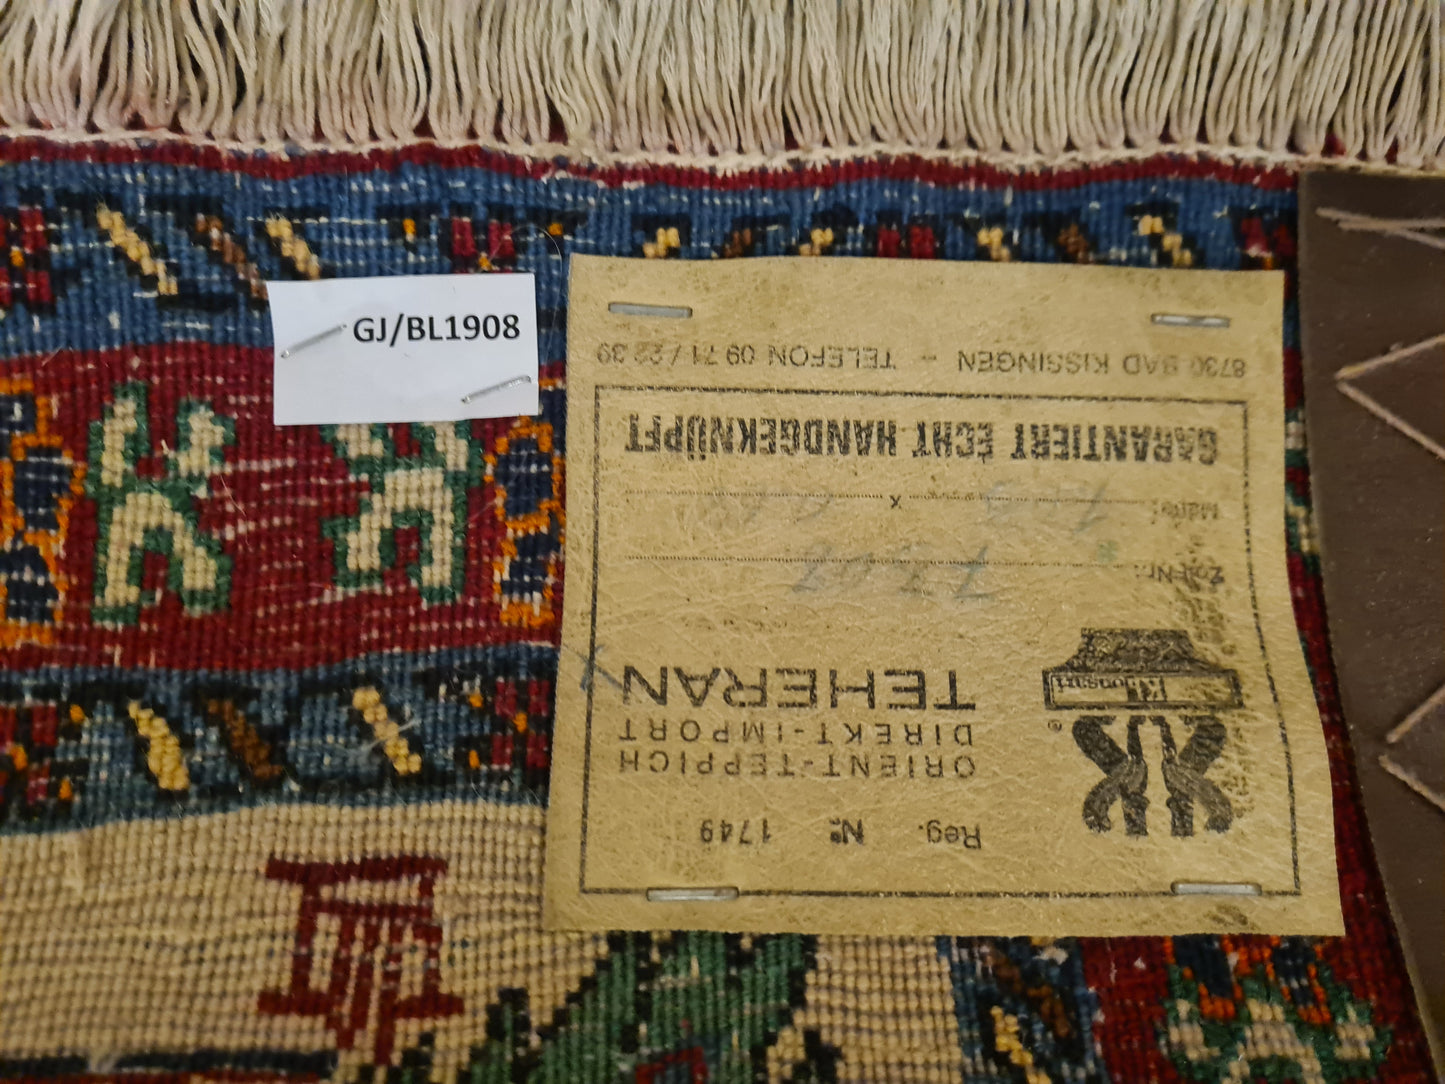 GJ/BL1908
Reg. № 1749
ORIENT-TEPPICH
DIREKT-IMPORT
TEHERAN
®
Zoll Nr.:
Maße: x
GARANTIERT ECHT HANDGEKNÜPFT
8730 BAD KISSINGEN – TELEFON 09 71 / 22 39